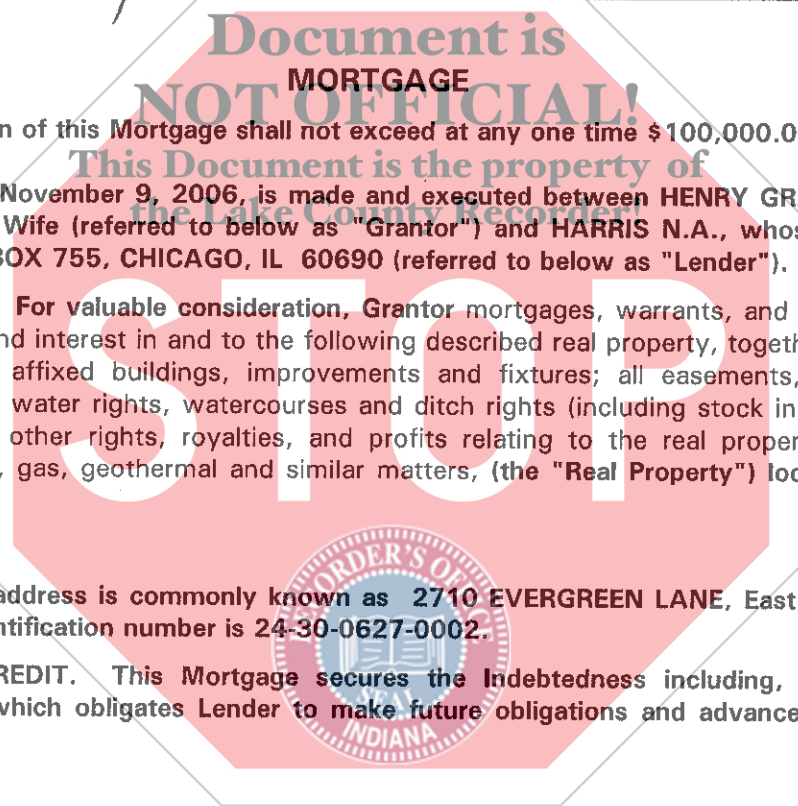 Document is
MORTGAGE
NOT OFFICIAL!
n of this Mortgage shall not exceed at any one time $100,000.0
This Document is the property of
November 9, 2006, is made and executed between HENRY GR
the Lake County Recorder!
Wife (referred to below as "Grantor") and HARRIS N.A., whos
BOX 755, CHICAGO, IL 60690 (referred to below as "Lender").
For valuable consideration, Grantor mortgages, warrants, and
nd interest in and to the following described real property, togeth
affixed buildings, improvements and fixtures; all easements,
water rights, watercourses and ditch rights (including stock in
other rights, royalties, and profits relating to the real proper
, gas, geothermal and similar matters, (the "Real Property") loc
STOP
address is commonly known as 2710 EVERGREEN LANE, East
ntification number is 24-30-0627-0002.
REDIT. This Mortgage secures the Indebtedness including,
which obligates Lender to make future obligations and advance
RECORDER'S OFFICE
SEAL
INDIANA